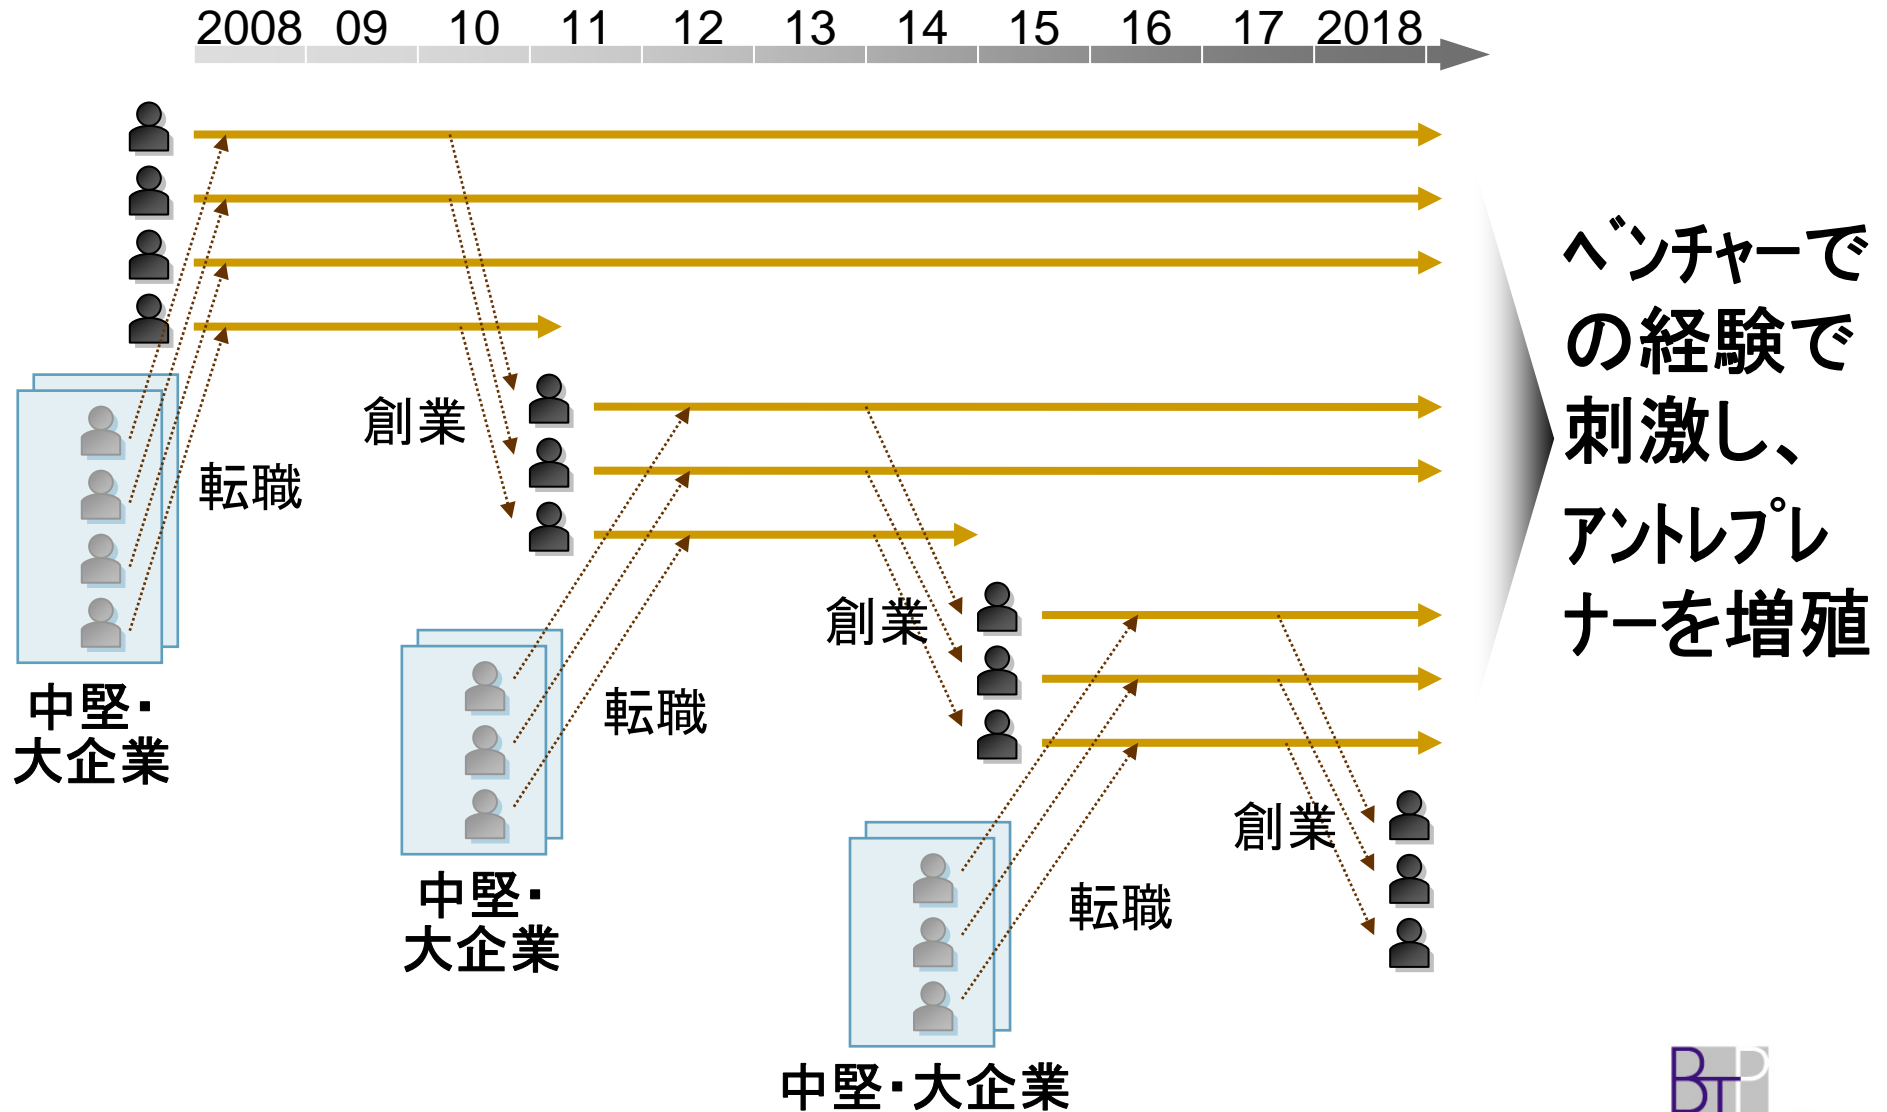 2008 09 10 11 12 13 14 15 16 17 2018
ベンチャーで
の経験で
刺激し、
アントレプレ
ナーを増殖
創業
転職
中堅・
大企業
創業
転職
中堅・
大企業
創業
転職
中堅・大企業
BTP